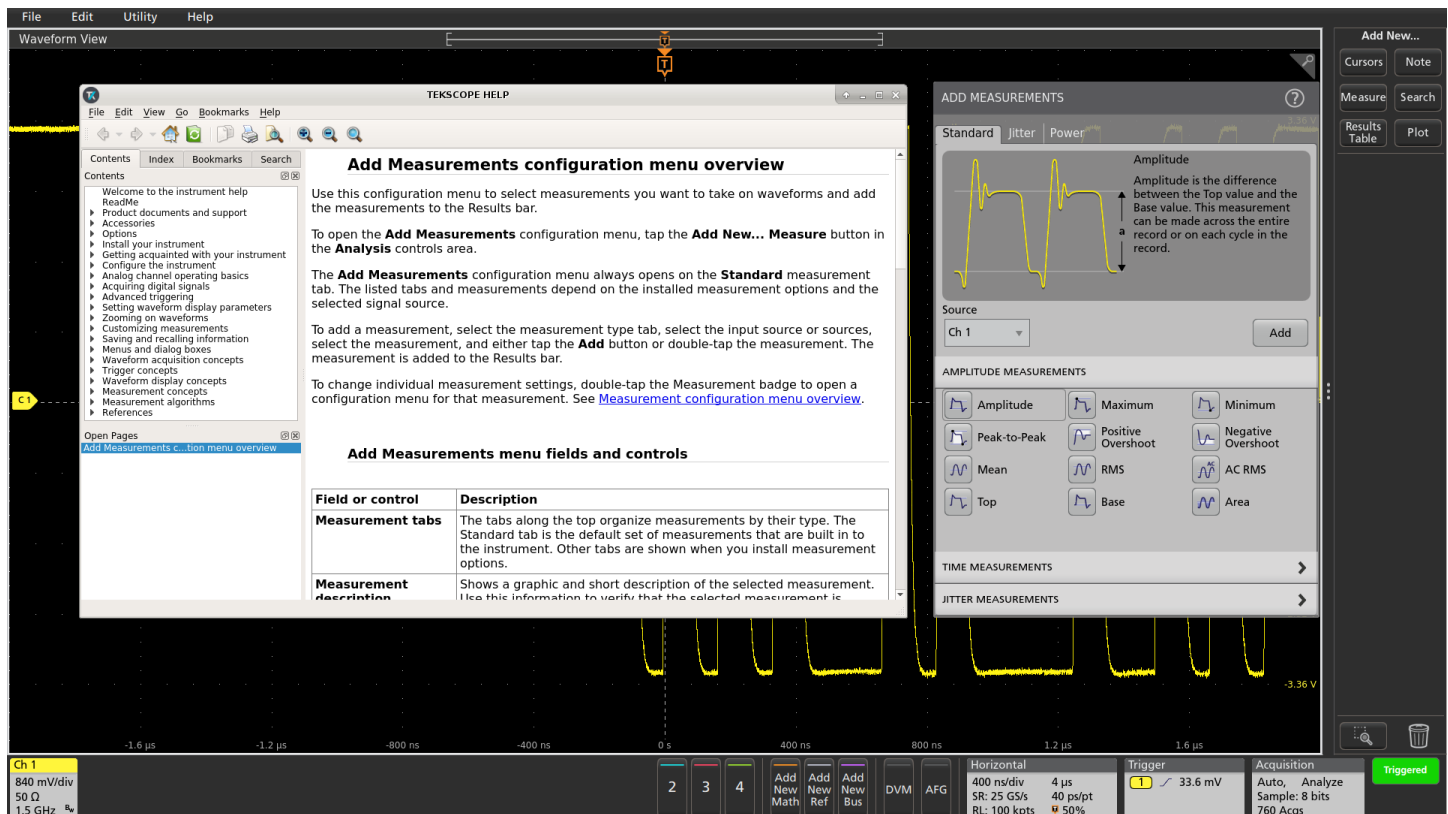 File Edit Utility Help
Waveform View
T
T
Add New...
Cursors Note
Measure Search
Results
Table
Plot
TEKSCOPE HELP
File Edit View Go Bookmarks Help
Contents Index Bookmarks Search
Contents
Welcome to the instrument help
ReadMe
Product documents and support
Accessories
Options
Install your instrument
Getting acquainted with your instrument
Configure the instrument
Analog channel operating basics
Acquiring digital signals
Advanced triggering
Setting waveform display parameters
Zooming on waveforms
Customizing measurements
Saving and recalling information
Menus and dialog boxes
Waveform acquisition concepts
Trigger concepts
Waveform display concepts
Measurement concepts
Measurement algorithms
References
Open Pages
Add Measurements c...tion menu overview
Add Measurements configuration menu overview
Use this configuration menu to select measurements you want to take on waveforms and add
the measurements to the Results bar.
To open the Add Measurements configuration menu, tap the Add New... Measure button in
the Analysis controls area.
The Add Measurements configuration menu always opens on the Standard measurement
tab. The listed tabs and measurements depend on the installed measurement options and the
selected signal source.
To add a measurement, select the measurement type tab, select the input source or sources,
select the measurement, and either tap the Add button or double-tap the measurement. The
measurement is added to the Results bar.
To change individual measurement settings, double-tap the Measurement badge to open a
configuration menu for that measurement. See Measurement configuration menu overview.
Add Measurements menu fields and controls
Field or control Description
Measurement tabs
The tabs along the top organize measurements by their type. The
Standard tab is the default set of measurements that are built in to
the instrument. Other tabs are shown when you install measurement
options.
Measurement
description
Shows a graphic and short description of the selected measurement.
Use this information to verify that the selected measurement is
ADD MEASUREMENTS ?
3.36 V
Standard Jitter Power
a
Amplitude
Amplitude is the difference
between the Top value and the
Base value. This measurement
can be made across the entire
record or on each cycle in the
record.
Source
Ch 1 Add
AMPLITUDE MEASUREMENTS
Amplitude Maximum Minimum
Peak-to-Peak
Positive
Overshoot
Negative
Overshoot
Mean RMS AC AC RMS
Top Base Area
TIME MEASUREMENTS
JITTER MEASUREMENTS
C 1
-3.36 V
-1.6 µs -1.2 µs -800 ns -400 ns 0 s 400 ns 800 ns 1.2 µs 1.6 µs
Ch 1
840 mV/div
50 Ω
1.5 GHz Bw
2 3 4
Add
New
Math
Add
New
Ref
Add
New
Bus
DVM AFG
Horizontal
400 ns/div 4 µs
SR: 25 GS/s 40 ps/pt
RL: 100 kpts 50%
Trigger
1 33.6 mV
Acquisition
Auto, Analyze
Sample: 8 bits
760 Acqs
Triggered